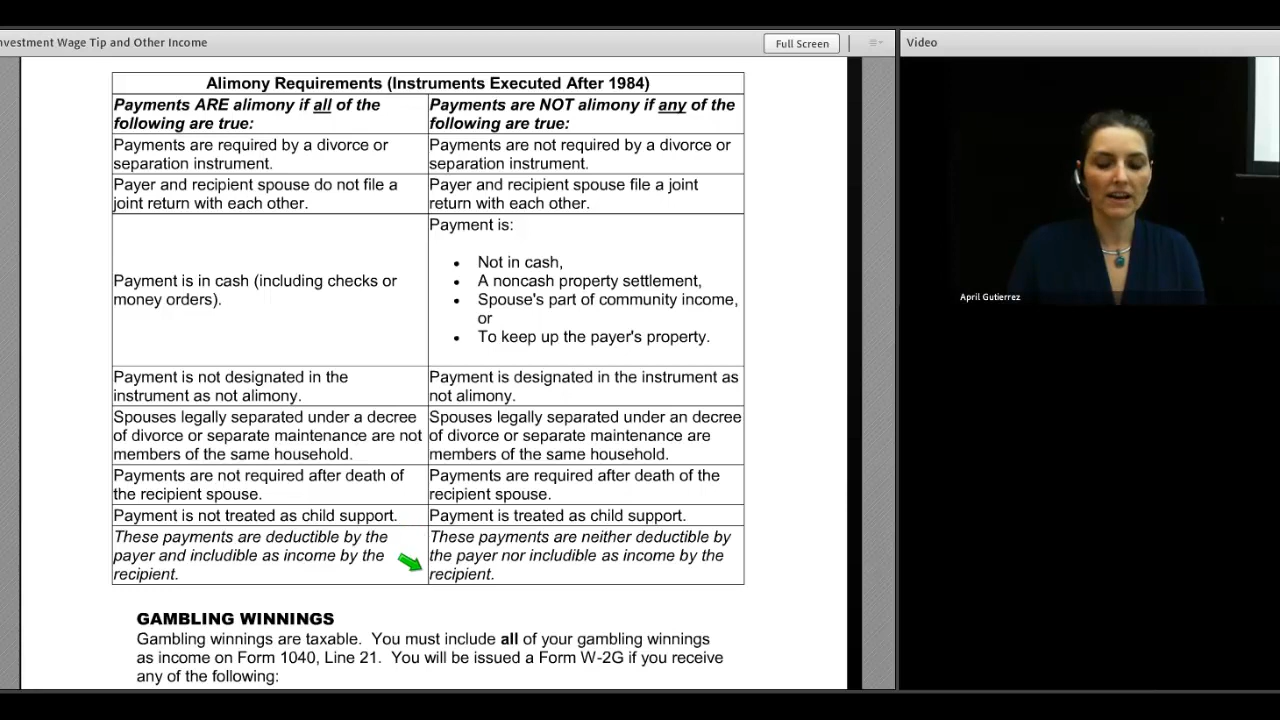 nvestment Wage Tip and Other Income
Full Screen
Video
Alimony Requirements (Instruments Executed After 1984)
Payments ARE alimony if all of the
following are true:
Payments are NOT alimony if any of the
following are true:
Payments are required by a divorce or
separation instrument.
Payments are not required by a divorce or
separation instrument.
Payer and recipient spouse do not file a
joint return with each other.
Payer and recipient spouse file a joint
return with each other.
Payment is in cash (including checks or
money orders).
Payment is:
• Not in cash,
• A noncash property settlement,
• Spouse's part of community income,
or
• To keep up the payer's property.
Payment is not designated in the
instrument as not alimony.
Payment is designated in the instrument as
not alimony.
Spouses legally separated under a decree
of divorce or separate maintenance are not
members of the same household.
Spouses legally separated under an decree
of divorce or separate maintenance are
members of the same household.
Payments are not required after death of
the recipient spouse.
Payments are required after death of the
recipient spouse.
Payment is not treated as child support.
Payment is treated as child support.
These payments are deductible by the
payer and includible as income by the
recipient.
These payments are neither deductible by
the payer nor includible as income by the
recipient.
GAMBLING WINNINGS
Gambling winnings are taxable. You must include all of your gambling winnings
as income on Form 1040, Line 21. You will be issued a Form W-2G if you receive
any of the following:
April Gutierrez